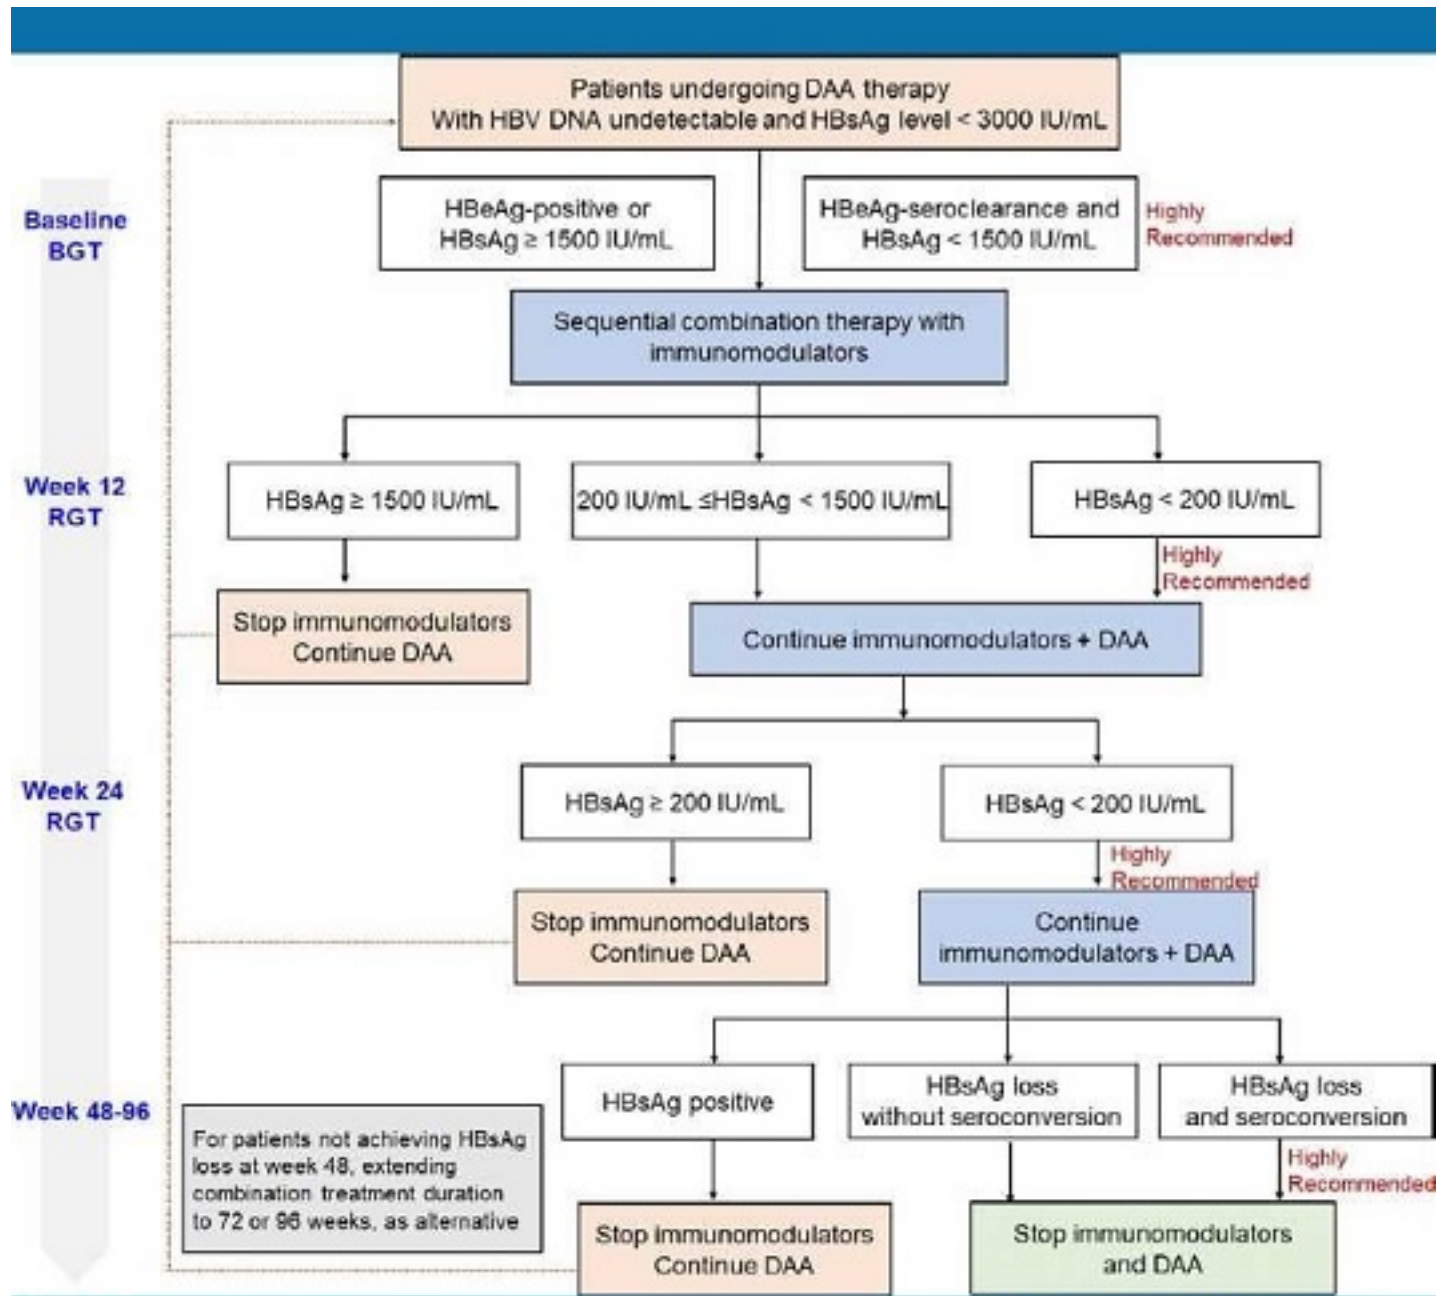 Patients undergoing DAA therapy
With HBV DNA undetectable and HBsAg level < 3000 IU/mL
Baseline
BGT
HBeAg-positive or
HBsAg ≥ 1500 IU/mL
HBeAg-seroclearance and
HBsAg < 1500 IU/mL
Highly
Recommended
Sequential combination therapy with
immunomodulators
Week 12
RGT
HBsAg ≥ 1500 IU/mL
200 IU/mL ≤HBsAg < 1500 IU/mL
HBsAg < 200 IU/mL
Highly
Recommended
Stop immunomodulators
Continue DAA
Continue immunomodulators + DAA
Week 24
RGT
HBsAg ≥ 200 IU/mL
HBsAg < 200 IU/mL
Highly
Recommended
Stop immunomodulators
Continue DAA
Continue
immunomodulators + DAA
Week 48-96
HBsAg positive
HBsAg loss
without seroconversion
HBsAg loss
and seroconversion
Highly
Recommended
For patients not achieving HBsAg
loss at week 48, extending
combination treatment duration
to 72 or 96 weeks, as alternative
Stop immunomodulators
Continue DAA
Stop immunomodulators
and DAA